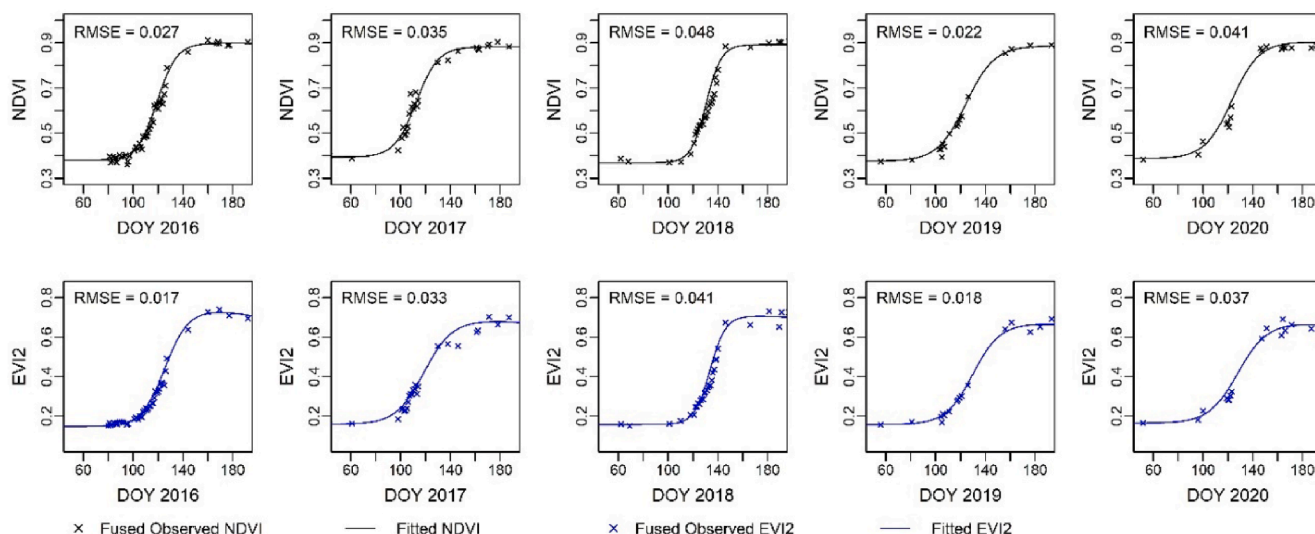 RMSE = 0.027
RMSE = 0.035
RMSE = 0.048
RMSE = 0.022
RMSE = 0.041
NDVI
0.3 0.5 0.7 0.9
60 100 140 180
DOY 2016
NDVI
0.3 0.5 0.7 0.9
60 100 140 180
DOY 2017
NDVI
0.3 0.5 0.7 0.9
60 100 140 180
DOY 2018
NDVI
0.3 0.5 0.7 0.9
60 100 140 180
DOY 2019
NDVI
0.3 0.5 0.7 0.9
60 100 140 180
DOY 2020
RMSE = 0.017
RMSE = 0.033
RMSE = 0.041
RMSE = 0.018
RMSE = 0.037
EVI2
0.2 0.4 0.6 0.8
60 100 140 180
DOY 2016
EVI2
0.2 0.4 0.6 0.8
60 100 140 180
DOY 2017
EVI2
0.2 0.4 0.6 0.8
60 100 140 180
DOY 2018
EVI2
0.2 0.4 0.6 0.8
60 100 140 180
DOY 2019
EVI2
0.2 0.4 0.6 0.8
60 100 140 180
DOY 2020
Fused Observed NDVI
Fitted NDVI
Fused Observed EVI2
Fitted EVI2